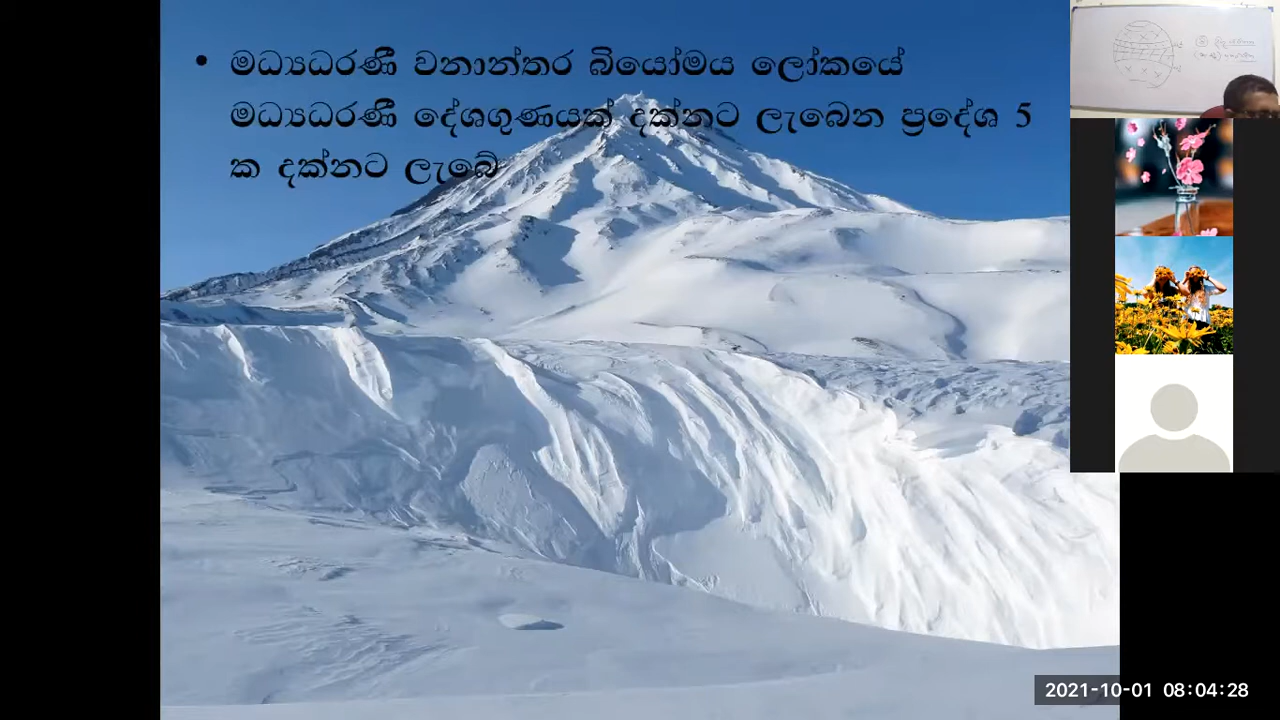 • මධ්‍යධරණී වනාන්තර බියෝමය ලෝකයේ
මධ්‍යධරණී දේශගුණයක් දක්නට ලැබෙන ප්‍රදේශ 5
ක දක්නට ලැබේ
2021-10-01 08:04:28